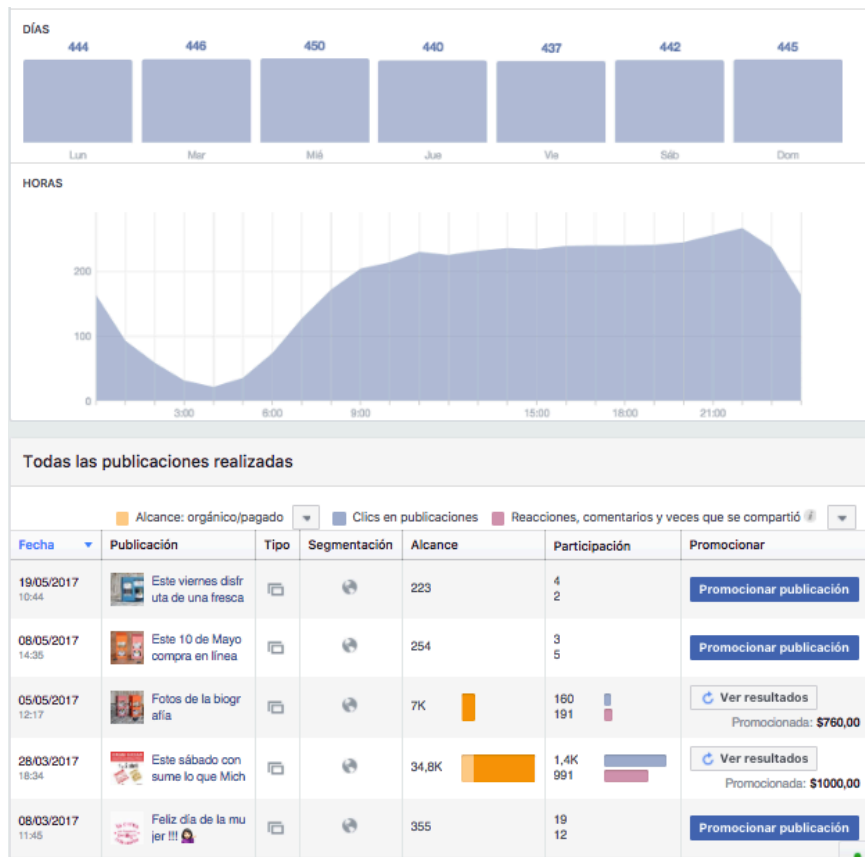 DÍAS
444 446 450 440 437 442 445
Lun Mar Mié Jue Vie Sáb Dom
HORAS
200
100
0
3:00 6:00 9:00 15:00 18:00 21:00
Todas las publicaciones realizadas
Alcance: orgánico/pagado Clics en publicaciones Reacciones, comentarios y veces que se compartió i
Fecha Publicación Tipo Segmentación Alcance Participación Promocionar
19/05/2017 10:44 Este viernes disfr uta de una fresca 223 4 2 Promocionar publicación
08/05/2017 14:35 Este 10 de Mayo compra en línea 254 3 5 Promocionar publicación
05/05/2017 12:17 Fotos de la biogr afía 7K 160 191 Ver resultados Promocionada: $760,00
28/03/2017 18:34 Este sábado con sume lo que Mich 34,8K 1,4K 991 Ver resultados Promocionada: $1000,00
08/03/2017 11:45 Feliz día de la mu jer !!! 355 19 12 Promocionar publicación